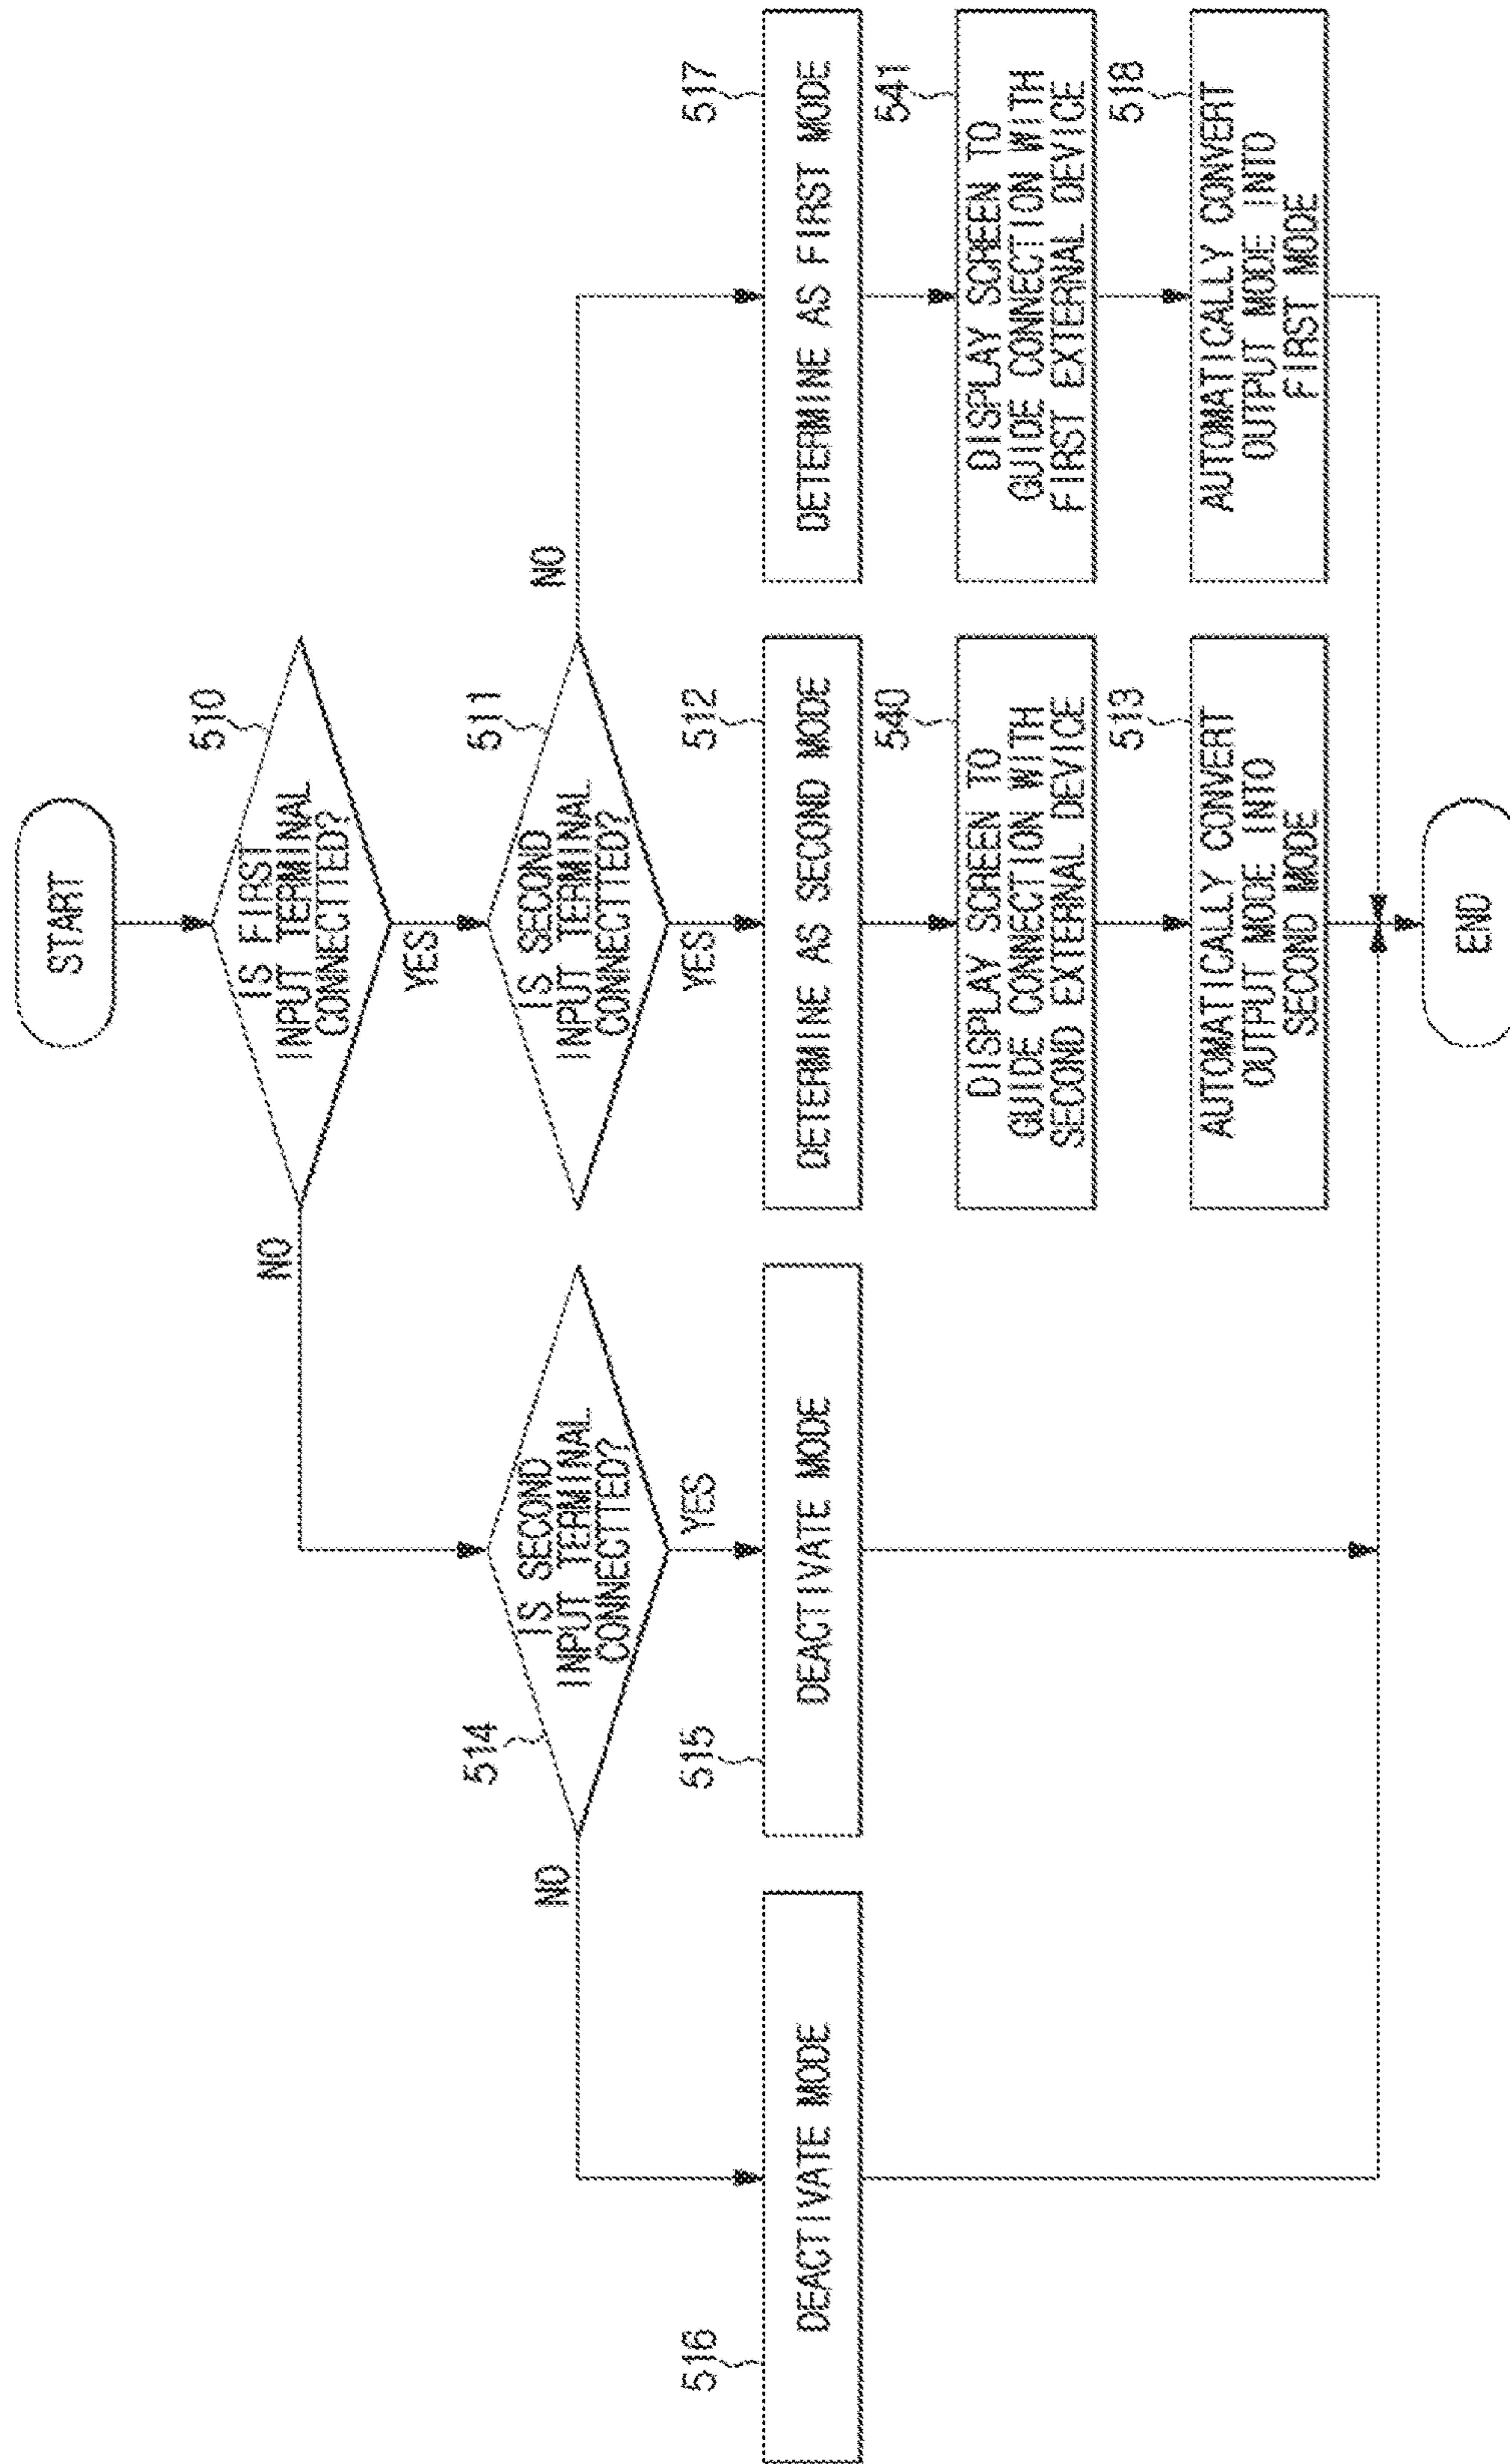 START
510
IS FIRST
INPUT TERMINAL
CONNECTTED?
NO
YES
511
IS SECOND
INPUT TERMINAL
CONNECTTED?
NO
YES
514
IS SECOND
INPUT TERMINAL
CONNECTTED?
NO
YES
516
DEACTIVATE MODE
515
DEACTIVATE MODE
512
DETERMINE AS SECOND MODE
517
DETERMINE AS FIRST MODE
540
DISPLAY SCREEN TO
GUIDE CONNECTION WITH
SECOND EXTERNAL DEVICE
541
DISPLAY SCREEN TO
GUIDE CONNECTION WITH
FIRST EXTERNAL DEVICE
513
AUTOMATICALLY CONVERT
OUTPUT MODE INTO
SECOND MODE
518
AUTOMATICALLY CONVERT
OUTPUT MODE INTO
FIRST MODE
END